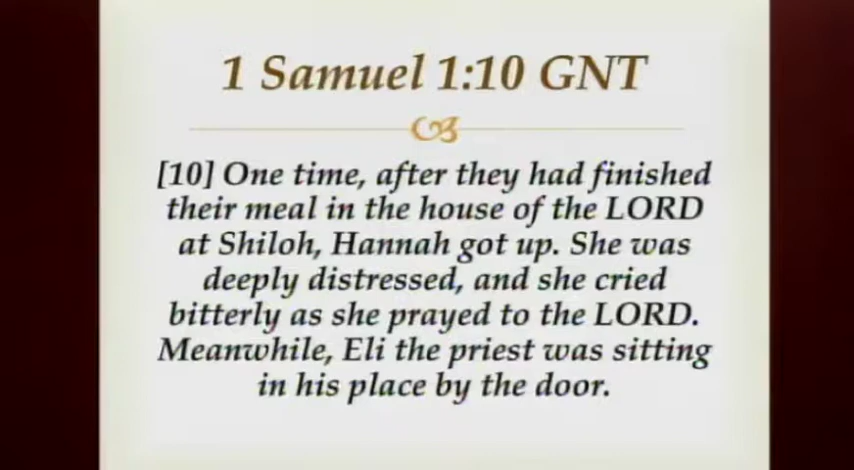 1 Samuel 1:10 GNT
[10] One time, after they had finished
their meal in the house of the LORD
at Shiloh, Hannah got up. She was
deeply distressed, and she cried
bitterly as she prayed to the LORD.
Meanwhile, Eli the priest was sitting
in his place by the door.